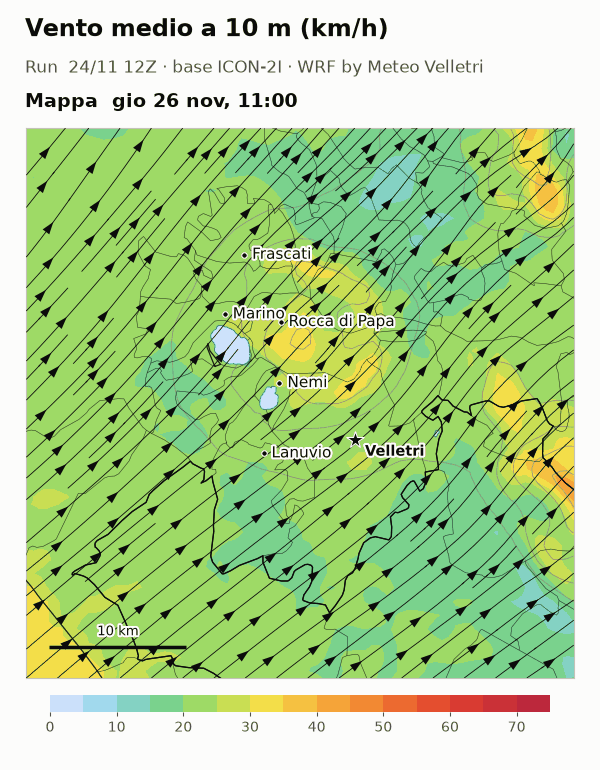 Vento medio a 10 m (km/h)
Run  24/11 12Z · base ICON-2I · WRF by Meteo Velletri
Mappa  gio 26 nov, 11:00
Frascati
Marino
Rocca di Papa
Nemi
Velletri
Lanuvio
10 km
0 10 20 30 40 50 60 70